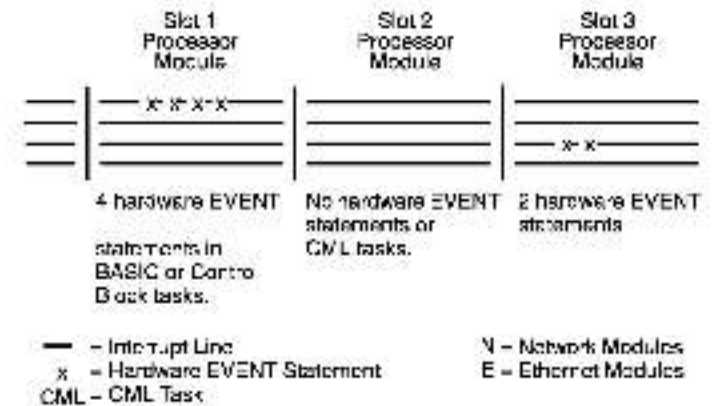 Slot 1
Processor
Module
Slot 2
Processor
Module
Slot 3
Processor
Module
x x x x
x x
4 hardware EVENT
statements in
BASIC or Control
Block tasks.
No hardware EVENT
statements or
CML tasks.
2 hardware EVENT
statements
— = Interrupt Line
x = Hardware EVENT Statement
CML = CML Task
N = Network Modules
E = Ethernet Modules